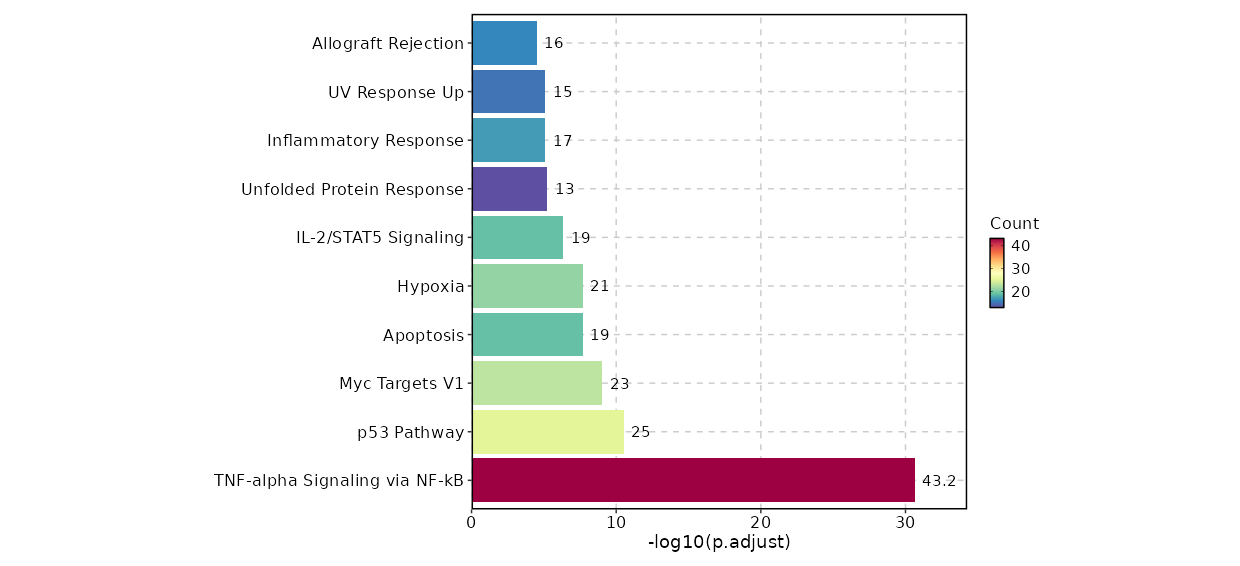 Allograft Rejection 16
UV Response Up 15
Inflammatory Response 17
Unfolded Protein Response 13
IL-2/STAT5 Signaling 19
Hypoxia 21
Apoptosis 19
Myc Targets V1 23
p53 Pathway 25
TNF-alpha Signaling via NF-kB 43.2
0 10 20 30
-log10(p.adjust)
Count
40
30
20